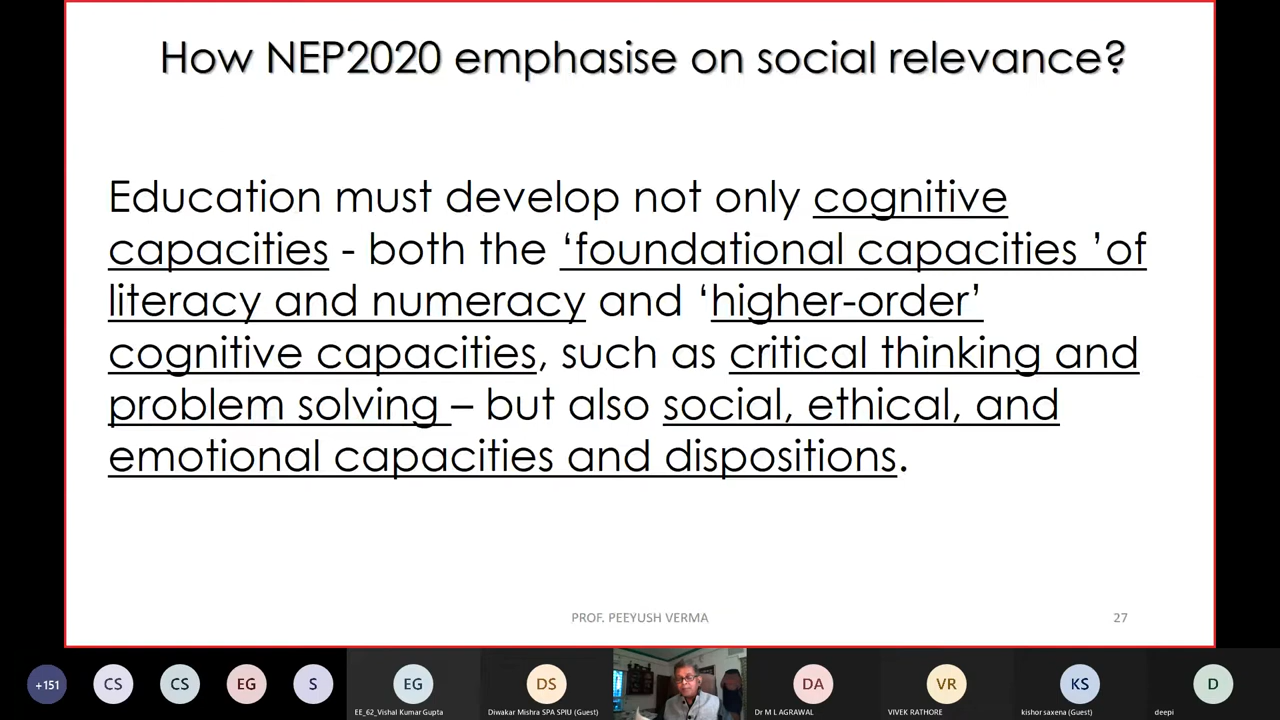 How NEP2020 emphasise on social relevance?
Education must develop not only cognitive
capacities - both the ‘foundational capacities ’of
literacy and numeracy and ‘higher-order’
cognitive capacities, such as critical thinking and
problem solving – but also social, ethical, and
emotional capacities and dispositions.
PROF. PEEYUSH VERMA 27
+151 CS CS EG S EG DS DA VR KS D
EE_62_Vishal Kumar Gupta Diwakar Mishra SPA SPIU (Guest) Dr M L AGRAWAL VIVEK RATHORE kishor saxena (Guest) deepi